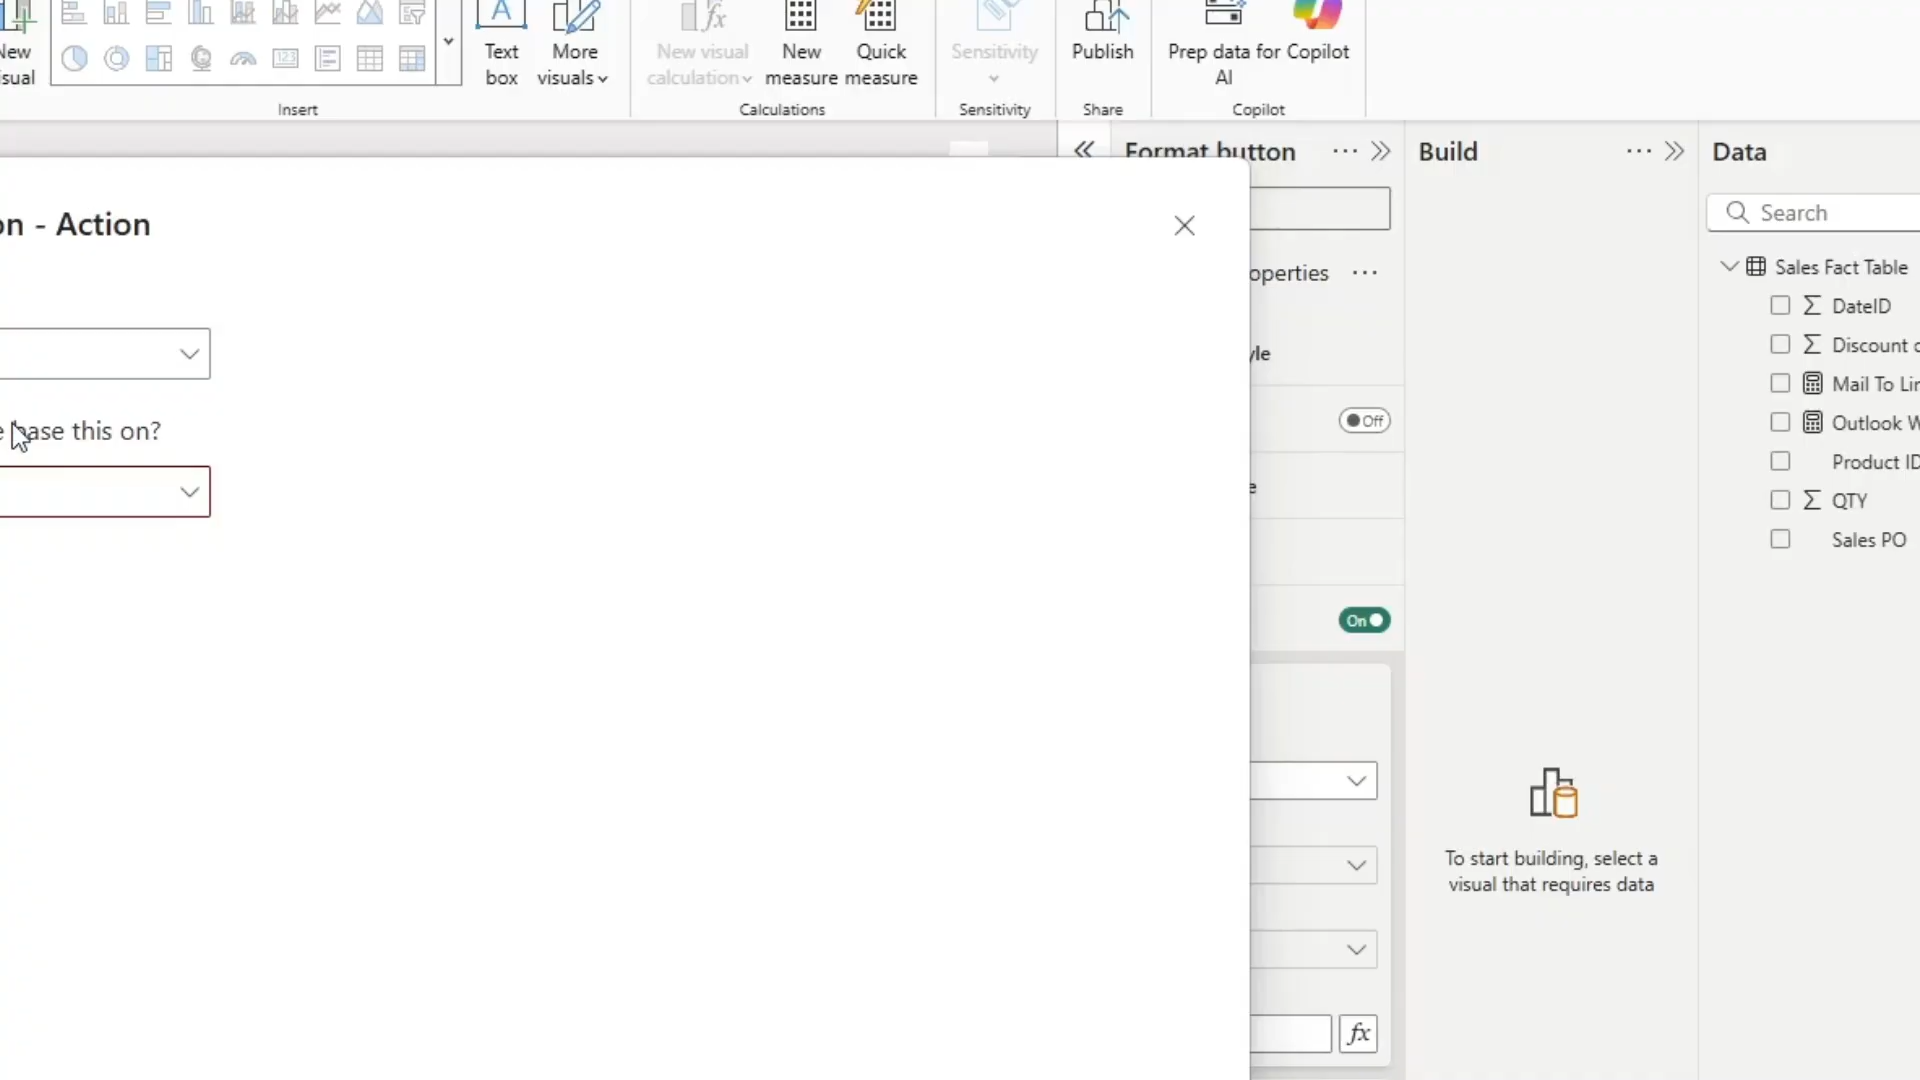 New
visual
Text
box
More
visuals
New visual
calculation
New
measure
Quick
measure
Sensitivity
Publish
Prep data for
AI
Copilot
Insert
Calculations
Sensitivity
Share
Copilot
Format button
Build
Data
on - Action
Search
operties
Sales Fact Table
DateID
Discount
Mail To Lin
Outlook W
Product ID
QTY
Sales PO
yle
Off
base this on?
e
On
To start building, select a
visual that requires data
fx